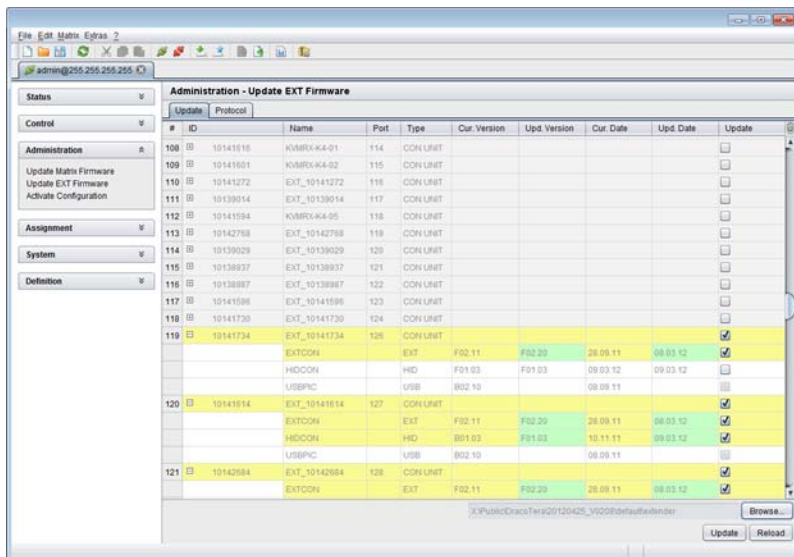 File Edit Matrix Extras ?
admin@255.255.255.255
Status
Control
Administration
Update Matrix Firmware
Update EXT Firmware
Activate Configuration
Assignment
System
Definition
Administration - Update EXT Firmware
Update Protocol
# ID Name Port Type Cur. Version Upd. Version Cur. Date Upd. Date Update
108 10141616 KVMRX-K4-01 114 CON UNIT
109 10141601 KVMRX-K4-02 115 CON UNIT
110 10141272 EXT_10141272 116 CON UNIT
111 10139014 EXT_10139014 117 CON UNIT
112 10141594 KVMRX-K4-05 118 CON UNIT
113 10142768 EXT_10142768 119 CON UNIT
114 10139029 EXT_10139029 120 CON UNIT
115 10138937 EXT_10138937 121 CON UNIT
116 10138987 EXT_10138987 122 CON UNIT
117 10141596 EXT_10141596 123 CON UNIT
118 10141730 EXT_10141730 124 CON UNIT
119 10141734 EXT_10141734 126 CON UNIT
EXTCON EXT F02.11 F02.20 28.09.11 08.03.12
HIDCON HID F01.03 F01.03 09.03.12 09.03.12
USBPIC USB B02.10 08.09.11
120 10141614 EXT_10141614 127 CON UNIT
EXTCON EXT F02.11 F02.20 28.09.11 08.03.12
HIDCON HID B01.03 F01.03 10.11.11 09.03.12
USBPIC USB B02.10 08.09.11
121 10142684 EXT_10142684 128 CON UNIT
EXTCON EXT F02.11 F02.20 28.09.11 08.03.12
X:\Public\DracoTera\20120425_V0208\default\extender
Browse...
Update Reload